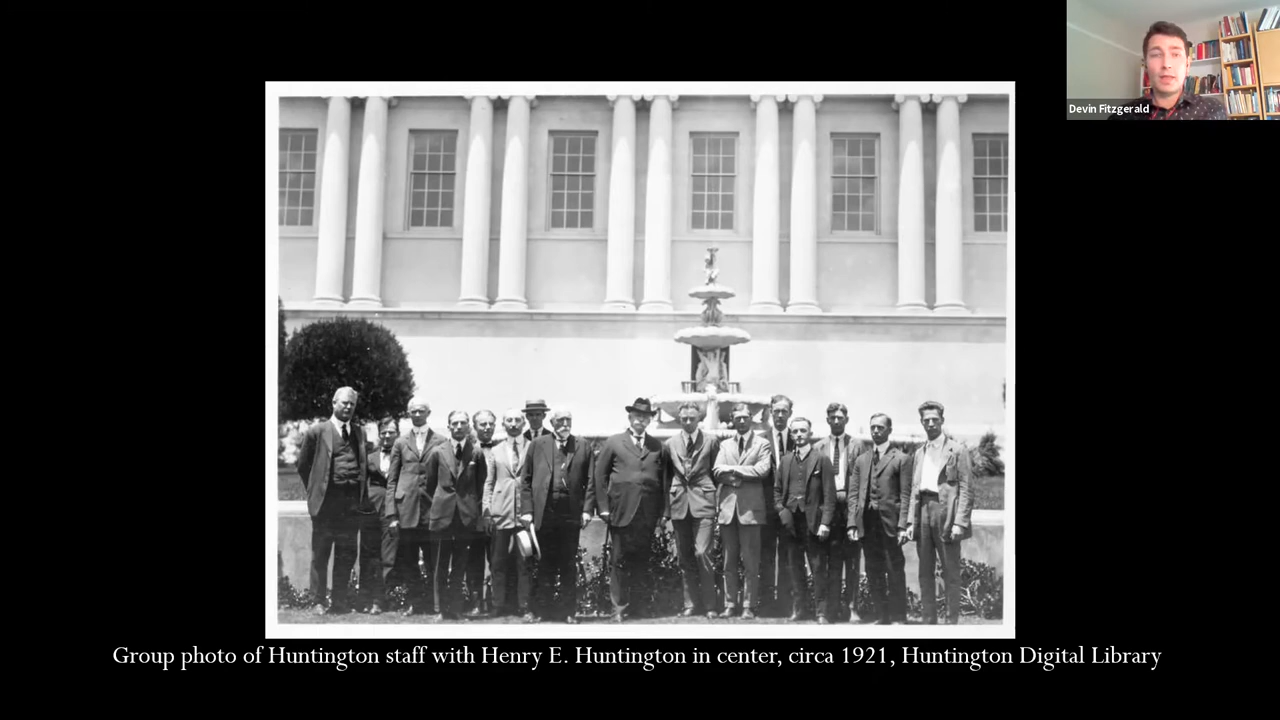 Devin Fitzgerald
Group photo of Huntington staff with Henry E. Huntington in center, circa 1921, Huntington Digital Library